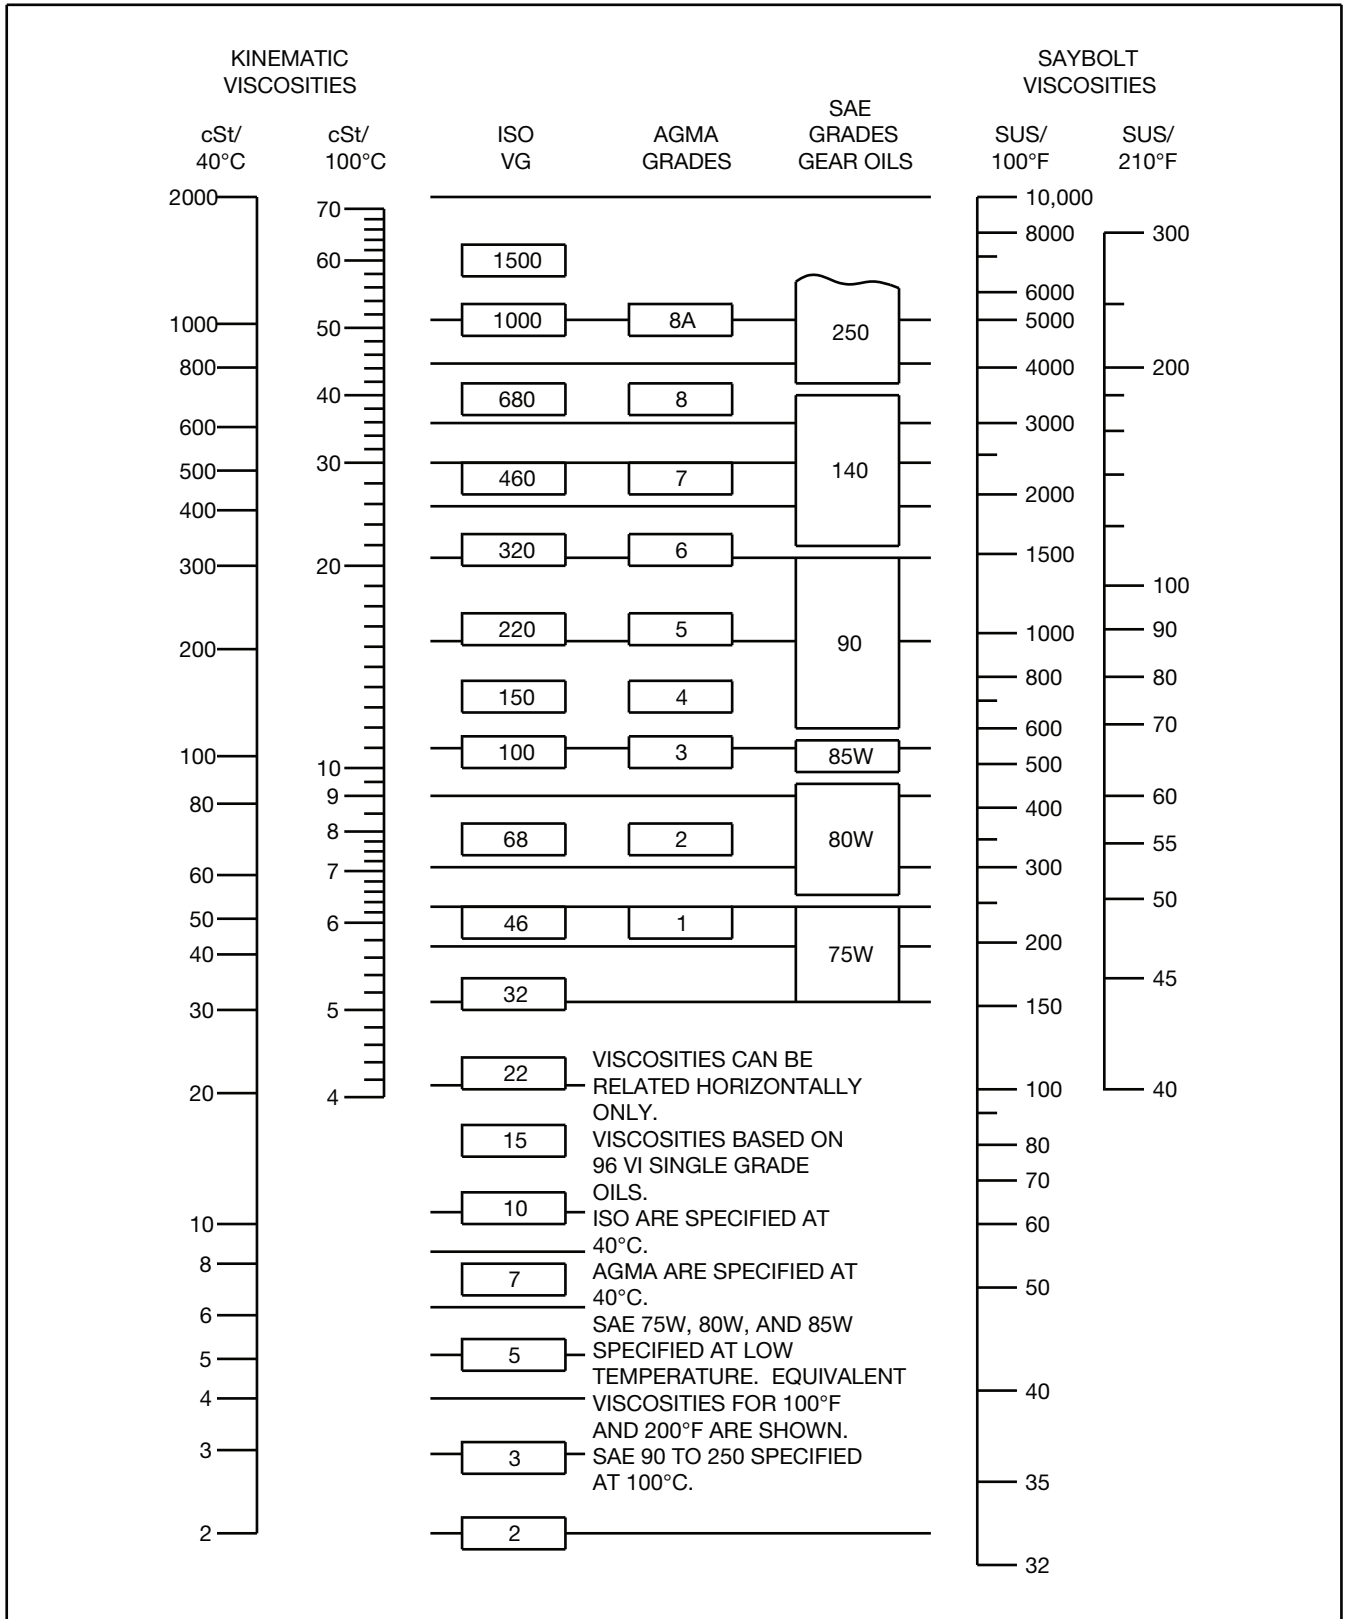 KINEMATIC
VISCOSITIES
SAYBOLT
VISCOSITIES
cSt/
40°C
cSt/
100°C
ISO
VG
AGMA
GRADES
SAE
GRADES
GEAR OILS
SUS/
100°F
SUS/
210°F
2000
1000
800
600
500
400
300
200
100
80
60
50
40
30
20
10
8
6
5
4
3
2
70
60
50
40
30
20
10
9
8
7
6
5
4
1500
1000
680
460
320
220
150
100
68
46
32
22
15
10
7
5
3
2
8A
8
7
6
5
4
3
2
1
250
140
90
85W
80W
75W
VISCOSITIES CAN BE
RELATED HORIZONTALLY
ONLY.
VISCOSITIES BASED ON
96 VI SINGLE GRADE
OILS.
ISO ARE SPECIFIED AT
40°C.
AGMA ARE SPECIFIED AT
40°C.
SAE 75W, 80W, AND 85W
SPECIFIED AT LOW
TEMPERATURE. EQUIVALENT
VISCOSITIES FOR 100°F
AND 200°F ARE SHOWN.
SAE 90 TO 250 SPECIFIED
AT 100°C.
10,000
8000
6000
5000
4000
3000
2000
1500
1000
800
600
500
400
300
200
150
100
80
70
60
50
40
35
32
300
200
100
90
80
70
60
55
50
45
40